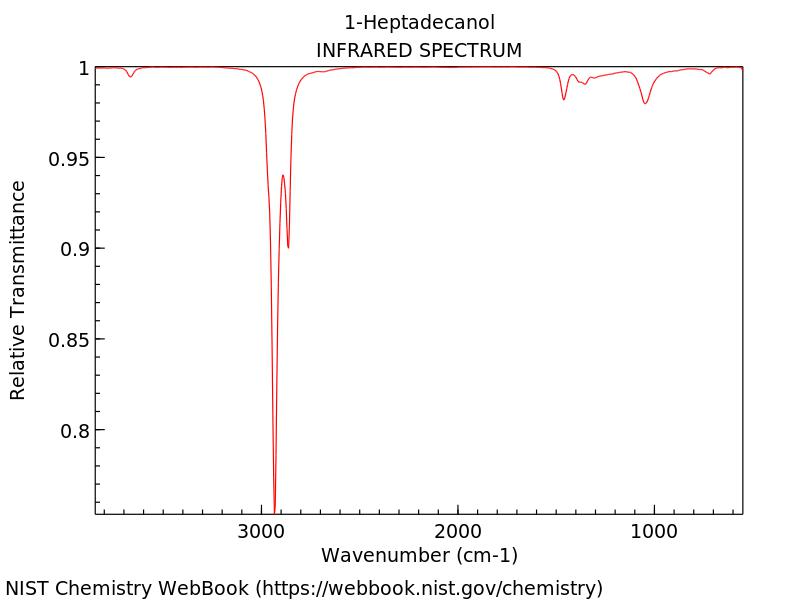 1-Heptadecanol
INFRARED SPECTRUM
1
0.95
0.9
0.85
0.8
Relative Transmittance
3000 2000 1000
Wavenumber (cm-1)
NIST Chemistry WebBook (https://webbook.nist.gov/chemistry)